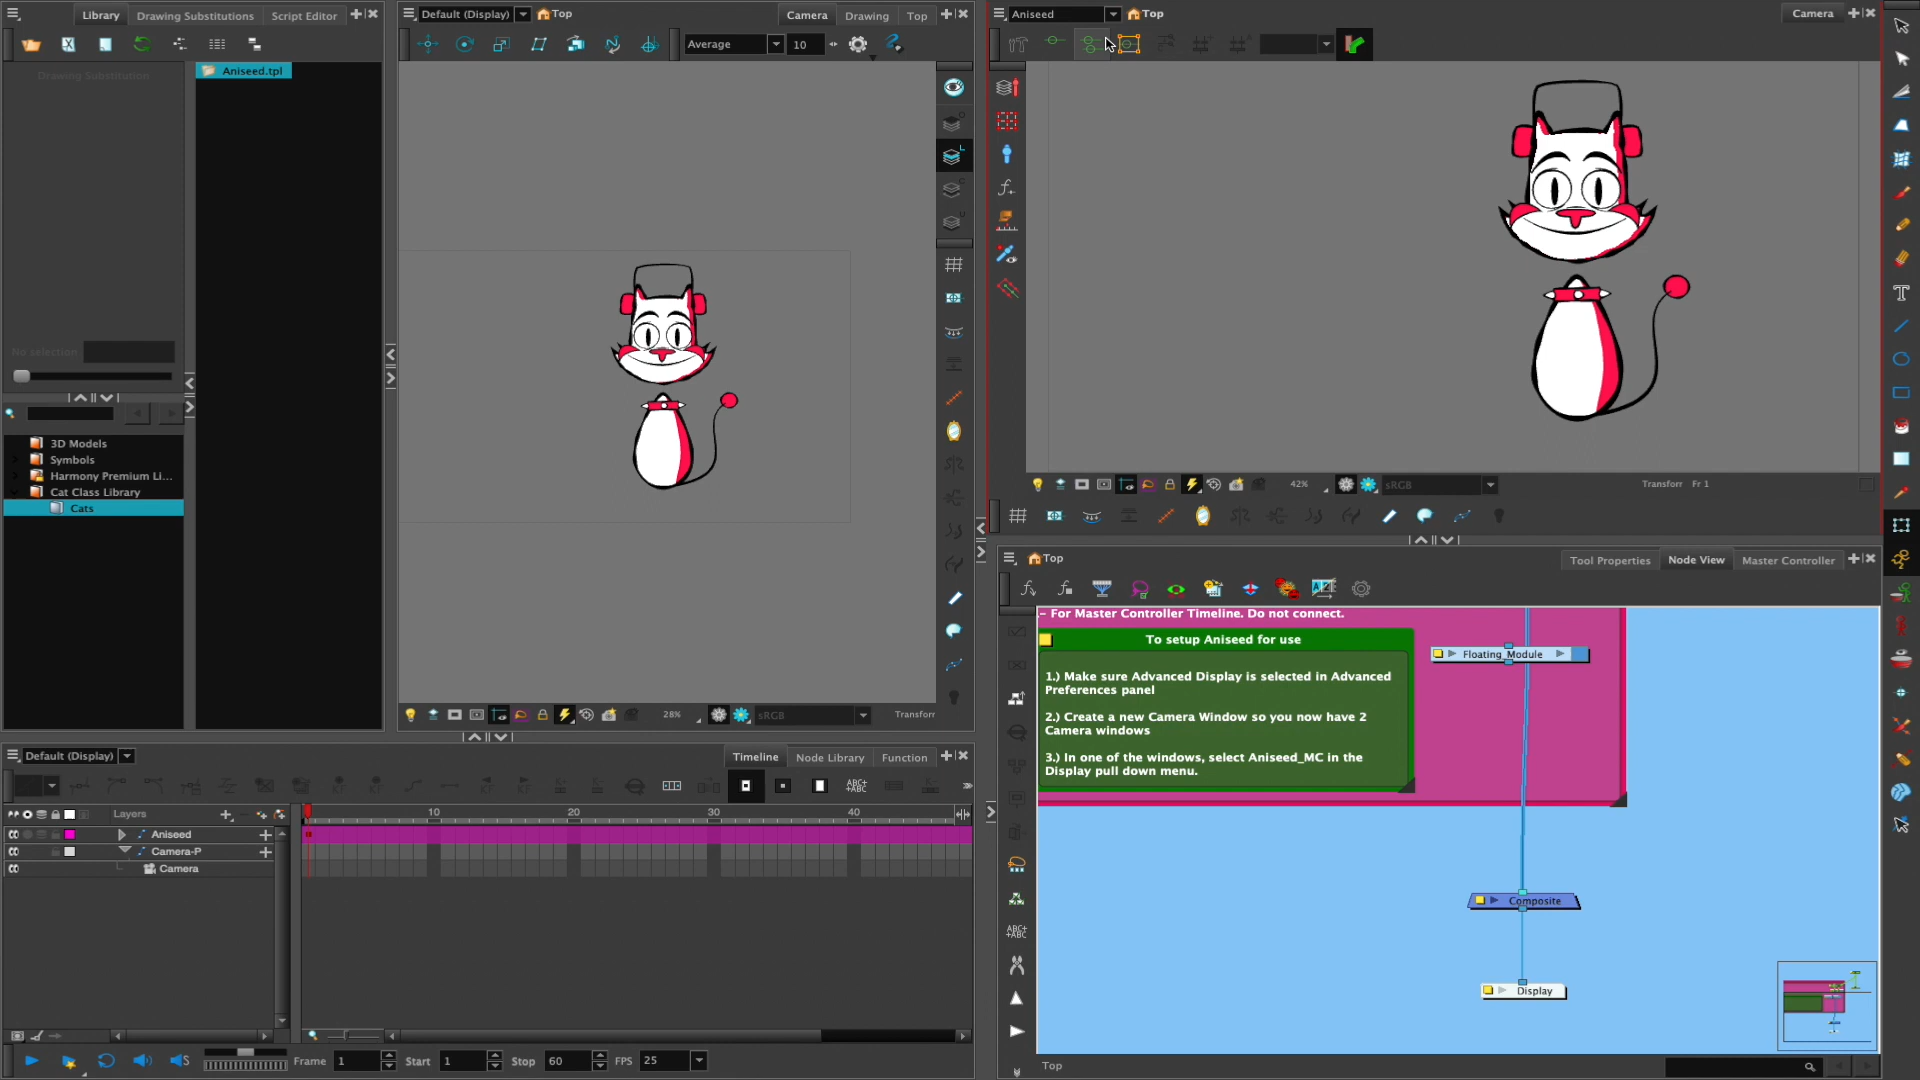 Library
Drawing Substitutions
Script Editor
Default (Display)
Top
Camera
Drawing
Top
Aniseed
Top
Camera
Average
10
Drawing Substitution
Aniseed.tpl
No selection
3D Models
Symbols
Harmony Premium Li...
Cat Class Library
Cats
28%
sRGB
Transforr
42%
sRGB
Transforr
Fr 1
Top
Tool Properties
Node View
Master Controller
- For Master Controller Timeline. Do not connect.
To setup Aniseed for use
1.) Make sure Advanced Display is selected in Advanced
Preferences panel
2.) Create a new Camera Window so you now have 2
Camera windows
3.) In one of the windows, select Aniseed_MC in the
Display pull down menu.
Floating_Module
Composite
Display
Top
Default (Display)
Timeline
Node Library
Function
Layers
10
20
30
40
Aniseed
Camera-P
Camera
Frame
1
Start
1
Stop
60
FPS
25